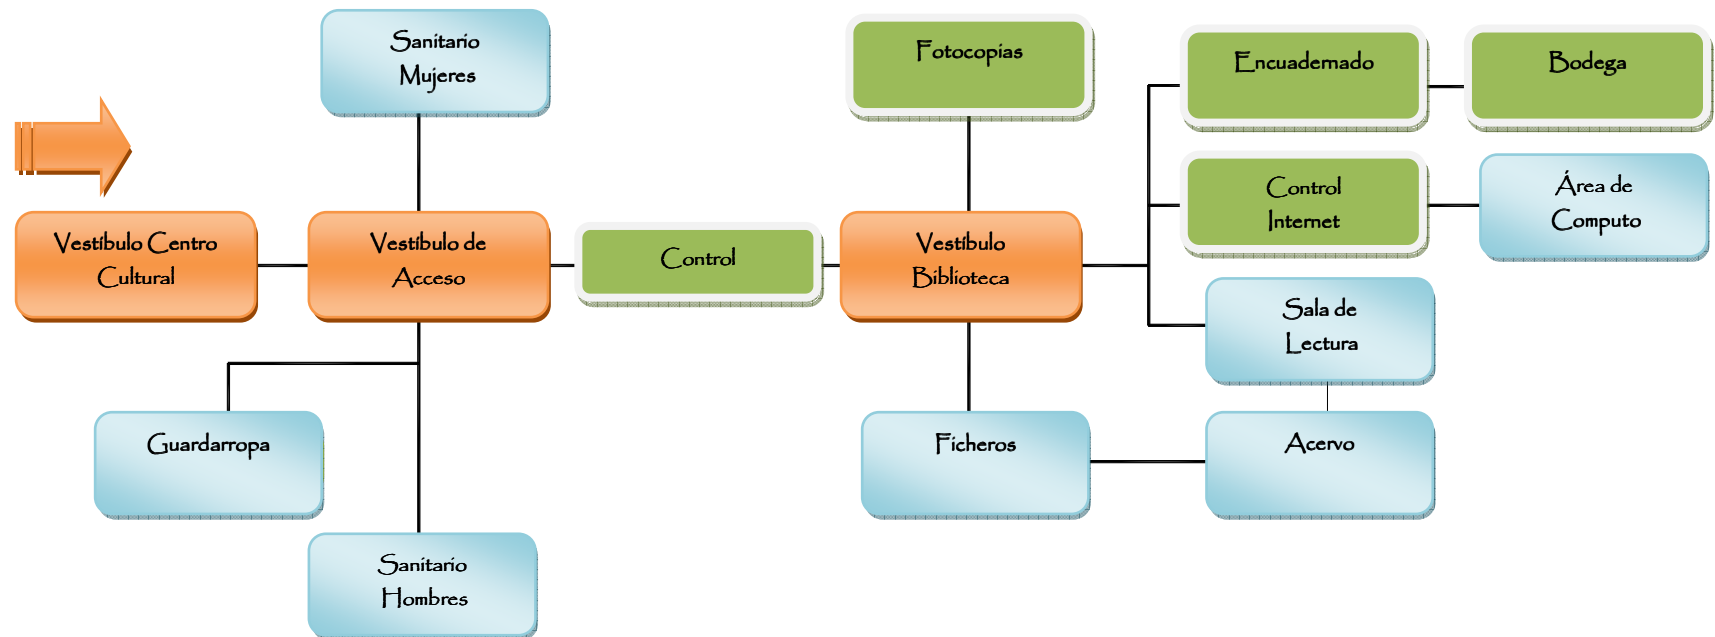 Sanitario
Mujeres
Fotocopias
Encuadernado
Bodega
Control
Internet
Área de
Computo
Vestíbulo Centro
Cultural
Vestíbulo de
Acceso
Control
Vestíbulo
Biblioteca
Sala de
Lectura
Guardarropa
Ficheros
Acervo
Sanitario
Hombres